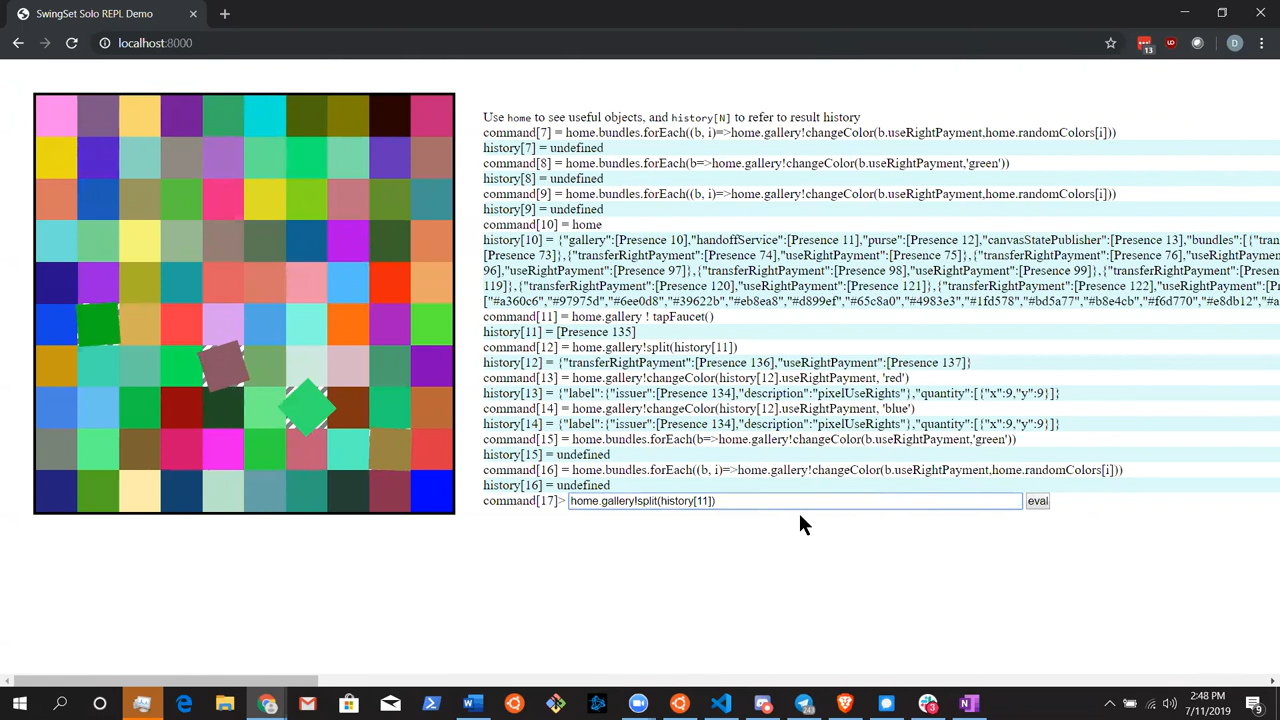 SwingSet Solo REPL Demo
localhost:8000
13
D
Use home to see useful objects, and history[N] to refer to result history
command[7] = home.bundles.forEach((b, i)=>home.gallery!changeColor(b.useRightPayment,home.randomColors[i]))
history[7] = undefined
command[8] = home.bundles.forEach(b=>home.gallery!changeColor(b.useRightPayment,'green'))
history[8] = undefined
command[9] = home.bundles.forEach((b, i)=>home.gallery!changeColor(b.useRightPayment,home.randomColors[i]))
history[9] = undefined
command[10] = home
history[10] = {"gallery":[Presence 10],"handoffService":[Presence 11],"purse":[Presence 12],"canvasStatePublisher":[Presence 13],"bundles":[{"tran
[Presence 73]},{"transferRightPayment":[Presence 74],"useRightPayment":[Presence 75]},{"transferRightPayment":[Presence 76],"useR
96],"useRightPayment":[Presence 97]},{"transferRightPayment":[Presence 98],"useRightPayment":[Presence 99]},{"transferRightPayment":
119]},{"transferRightPayment":[Presence 120],"useRightPayment":[Presence 121]},{"transferRightPayment":[Presence 122],"useRightPaym
["#a360c6","#97975d","#6ee0d8","#39622b","#eb8ea8","#d899ef","#65c8a0","#4983e3","#1fd578","#bd5a77","#b8e4cb","#f6d770","#e8db12","#a
command[11] = home.gallery ! tapFaucet()
history[11] = [Presence 135]
command[12] = home.gallery!split(history[11])
history[12] = {"transferRightPayment":[Presence 136],"useRightPayment":[Presence 137]}
command[13] = home.gallery!changeColor(history[12].useRightPayment, 'red')
history[13] = {"label":{"issuer":[Presence 134],"description":"pixelUseRights"},"quantity":[{"x":9,"y":9}]}
command[14] = home.gallery!changeColor(history[12].useRightPayment, 'blue')
history[14] = {"label":{"issuer":[Presence 134],"description":"pixelUseRights"},"quantity":[{"x":9,"y":9}]}
command[15] = home.bundles.forEach(b=>home.gallery!changeColor(b.useRightPayment,'green'))
history[15] = undefined
command[16] = home.bundles.forEach((b, i)=>home.gallery!changeColor(b.useRightPayment,home.randomColors[i]))
history[16] = undefined
command[17]> home.gallery!split(history[11]) eval
2:48 PM
7/11/2019